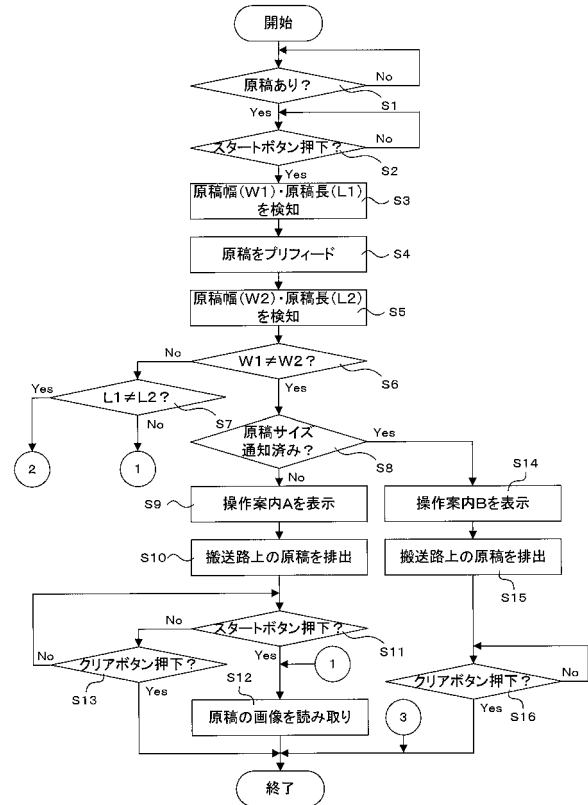 開始
原稿あり?
No
S1
Yes
スタートボタン押下?
No
S2
Yes
原稿幅(W1)・原稿長(L1)
を検知
S3
原稿をプリフィード
S4
原稿幅(W2)・原稿長(L2)
を検知
S5
No
W1≠W2?
S6
Yes
Yes
L1≠L2?
S7
No
2
1
原稿サイズ
通知済み?
S8
Yes
No
S9
操作案内Aを表示
S14
操作案内Bを表示
S10
搬送路上の原稿を排出
搬送路上の原稿を排出
S15
No
スタートボタン押下?
S11
Yes
1
No
クリアボタン押下?
S13
Yes
S12
原稿の画像を読み取り
クリアボタン押下?
No
S16
Yes
3
終了